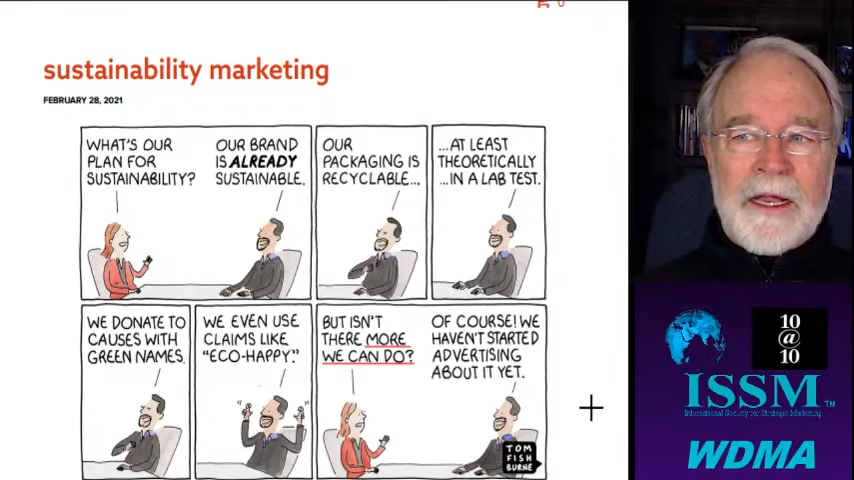 0
sustainability marketing
FEBRUARY 28, 2021
WHAT'S OUR
PLAN FOR
SUSTAINABILITY?
OUR BRAND
IS ALREADY
SUSTAINABLE.
OUR
PACKAGING IS
RECYCLABLE...
...AT LEAST
THEORETICALLY
...IN A LAB TEST.
WE DONATE TO
CAUSES WITH
GREEN NAMES.
WE EVEN USE
CLAIMS LIKE
"ECO-HAPPY."
BUT ISN'T
THERE MORE
WE CAN DO?
OF COURSE! WE
HAVEN'T STARTED
ADVERTISING
ABOUT IT YET.
TOM
FISH
BURNE
10
@
10
ISSM™
International Society for Strategic Marketing
WDMA